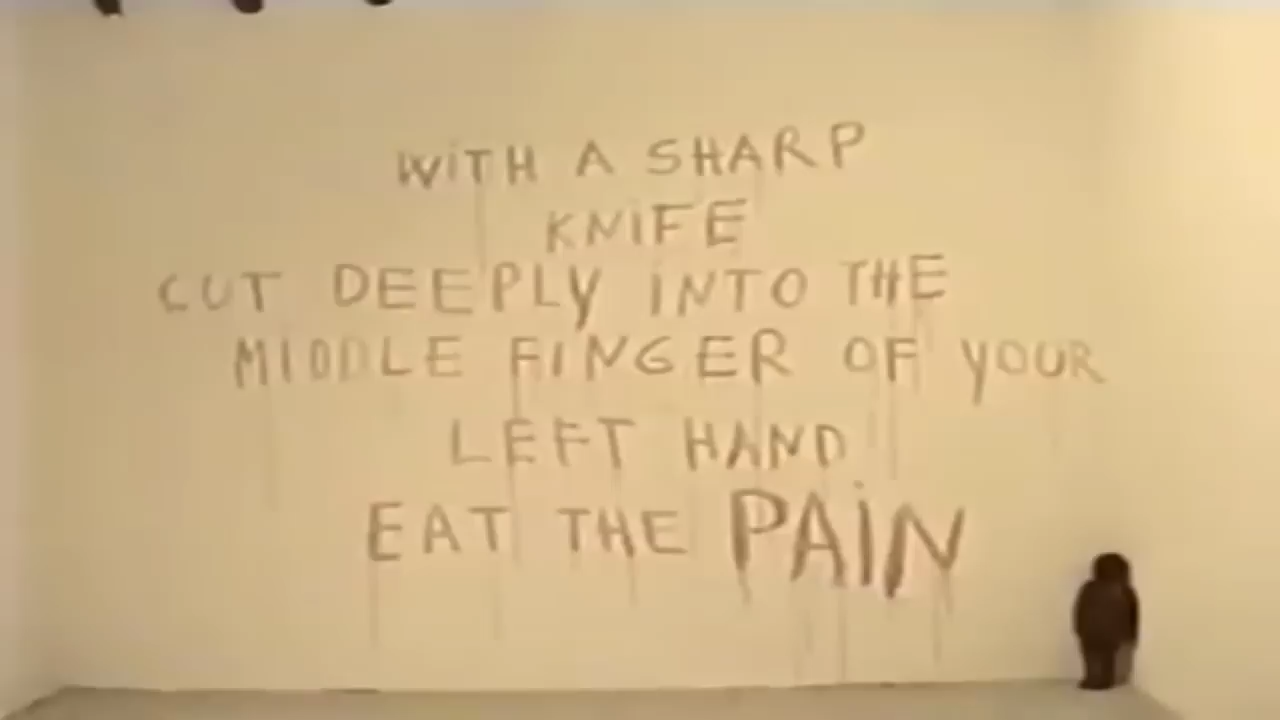 WiTH A SHARP
KNiFE
CUT DEEPLY iNTO THE
MIDDLE FINGER OF YOUR
LEFT HAND
EAT THE PAiN